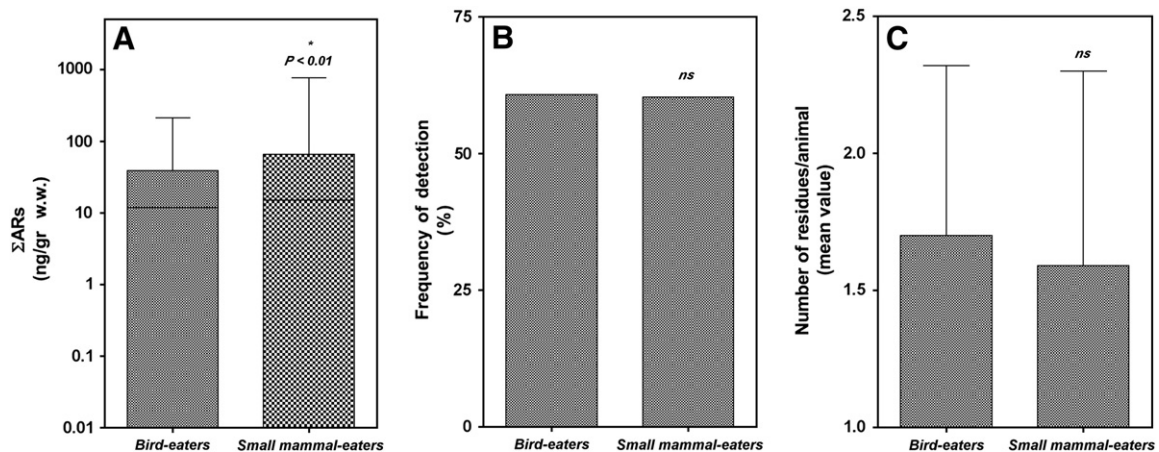 A
*
P < 0.01
1000
100
10
1
0.1
0.01
ΣARs
(ng/gr w.w.)
Bird-eaters
Small mammal-eaters
B
ns
75
50
25
0
Frequency of detection
(%)
Bird-eaters
Small mammal-eaters
C
ns
2.5
2.0
1.5
1.0
Number of residues/animal
(mean value)
Bird-eaters
Small mammal-eaters